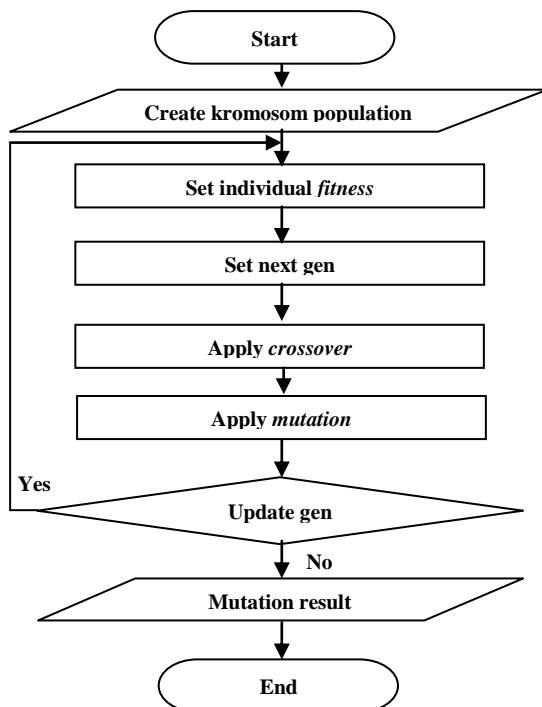 Start
Create kromosom population
Set individual fitness
Set next gen
Apply crossover
Apply mutation
Yes
Update gen
No
Mutation result
End